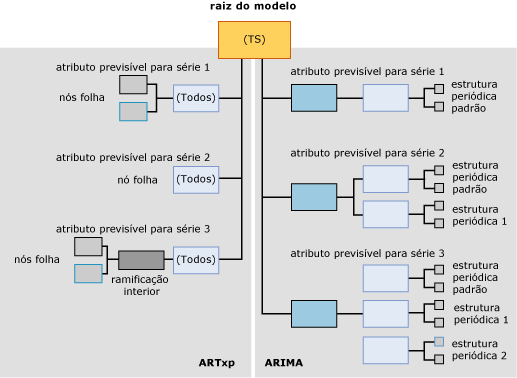 raiz do modelo
(TS)
atributo previsível para série 1
nós folha
(Todos)
atributo previsível para série 2
nó folha
(Todos)
atributo previsível para série 3
nós folha
(Todos)
ramificação
interior
ARTxp
atributo previsível para série 1
estrutura
periódica
padrão
atributo previsível para série 2
estrutura
periódica
padrão
estrutura
periódica 1
atributo previsível para série 3
estrutura
periódica
padrão
estrutura
periódica 1
estrutura
periódica 2
ARIMA